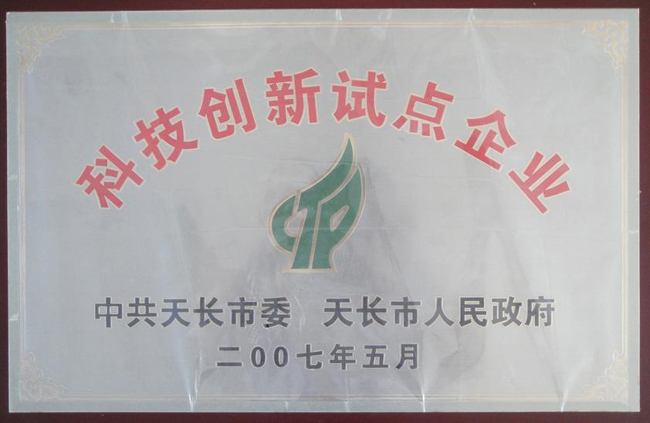 科技创新试点企业
中共天长市委 天长市人民政府
二00七年五月